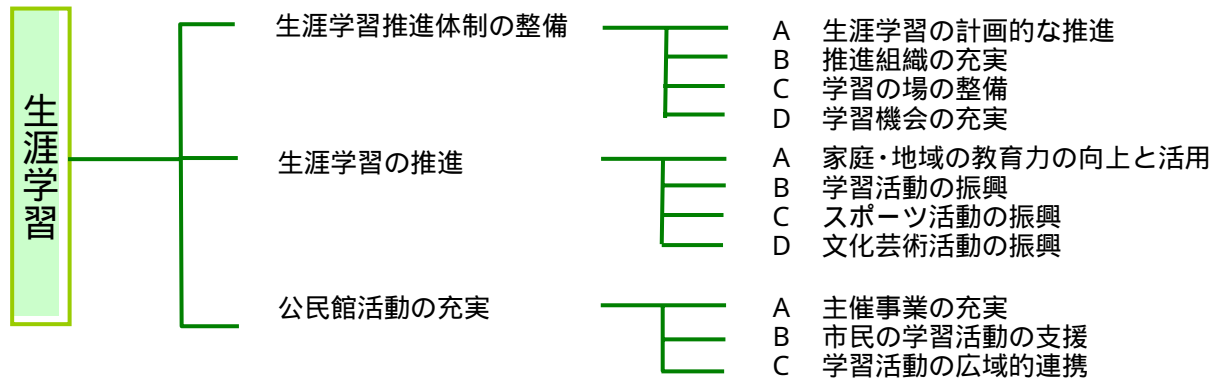 生涯学習
生涯学習推進体制の整備
A 生涯学習の計画的な推進
B 推進組織の充実
C 学習の場の整備
D 学習機会の充実
生涯学習の推進
A 家庭・地域の教育力の向上と活用
B 学習活動の振興
C スポーツ活動の振興
D 文化芸術活動の振興
公民館活動の充実
A 主催事業の充実
B 市民の学習活動の支援
C 学習活動の広域的連携